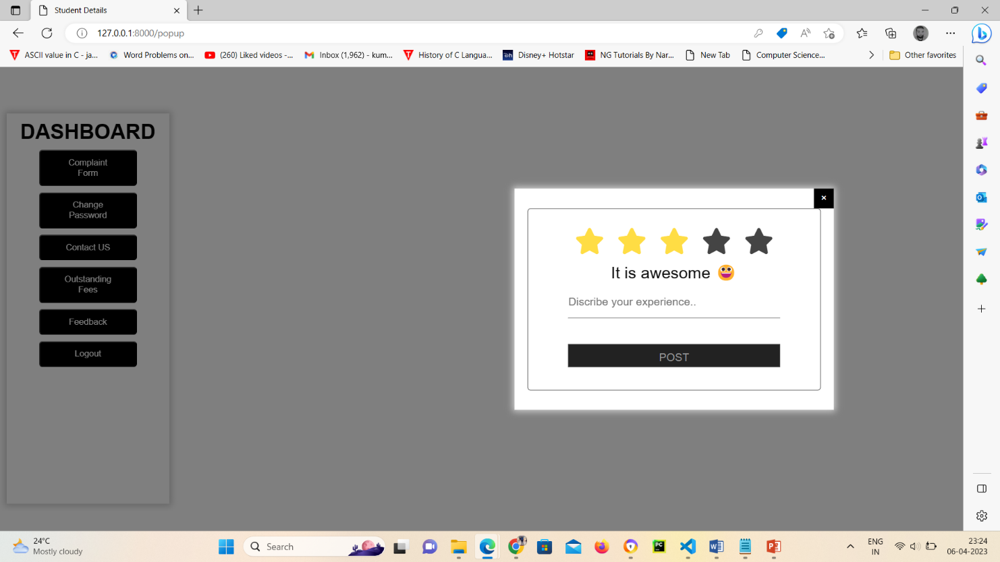 Student Details
127.0.0.1:8000/popup
ASCII value in C - ja...
Word Problems on...
(260) Liked videos -...
Inbox (1,962) - kum...
History of C Langua...
Disney+ Hotstar
NG Tutorials By Nar...
New Tab
Computer Science...
Other favorites
DASHBOARD
Complaint
Form
Change
Password
Contact US
Outstanding
Fees
Feedback
Logout
×
It is awesome 😀
Discribe your experience..
POST
24°C
Mostly cloudy
Search
ENG
IN
23:24
06-04-2023